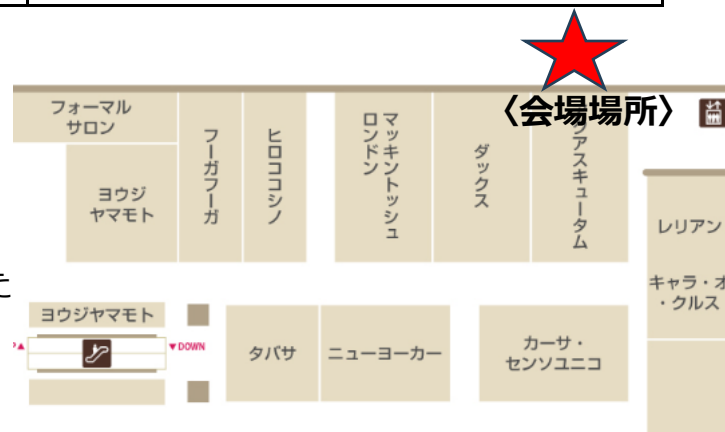 〈会場場所〉
フォーマル
サロン
ヨウジ
ヤマモト
フーガフーガ
ヒロココシノ
マッキントッシュ
ロンドン
ダックス
クアスキュータム
レリアン
キャラ・オ
・クルス
た
ヨウジヤマモト
P▲
▼DOWN
タバサ
ニューヨーカー
カーサ・
センソユニコ